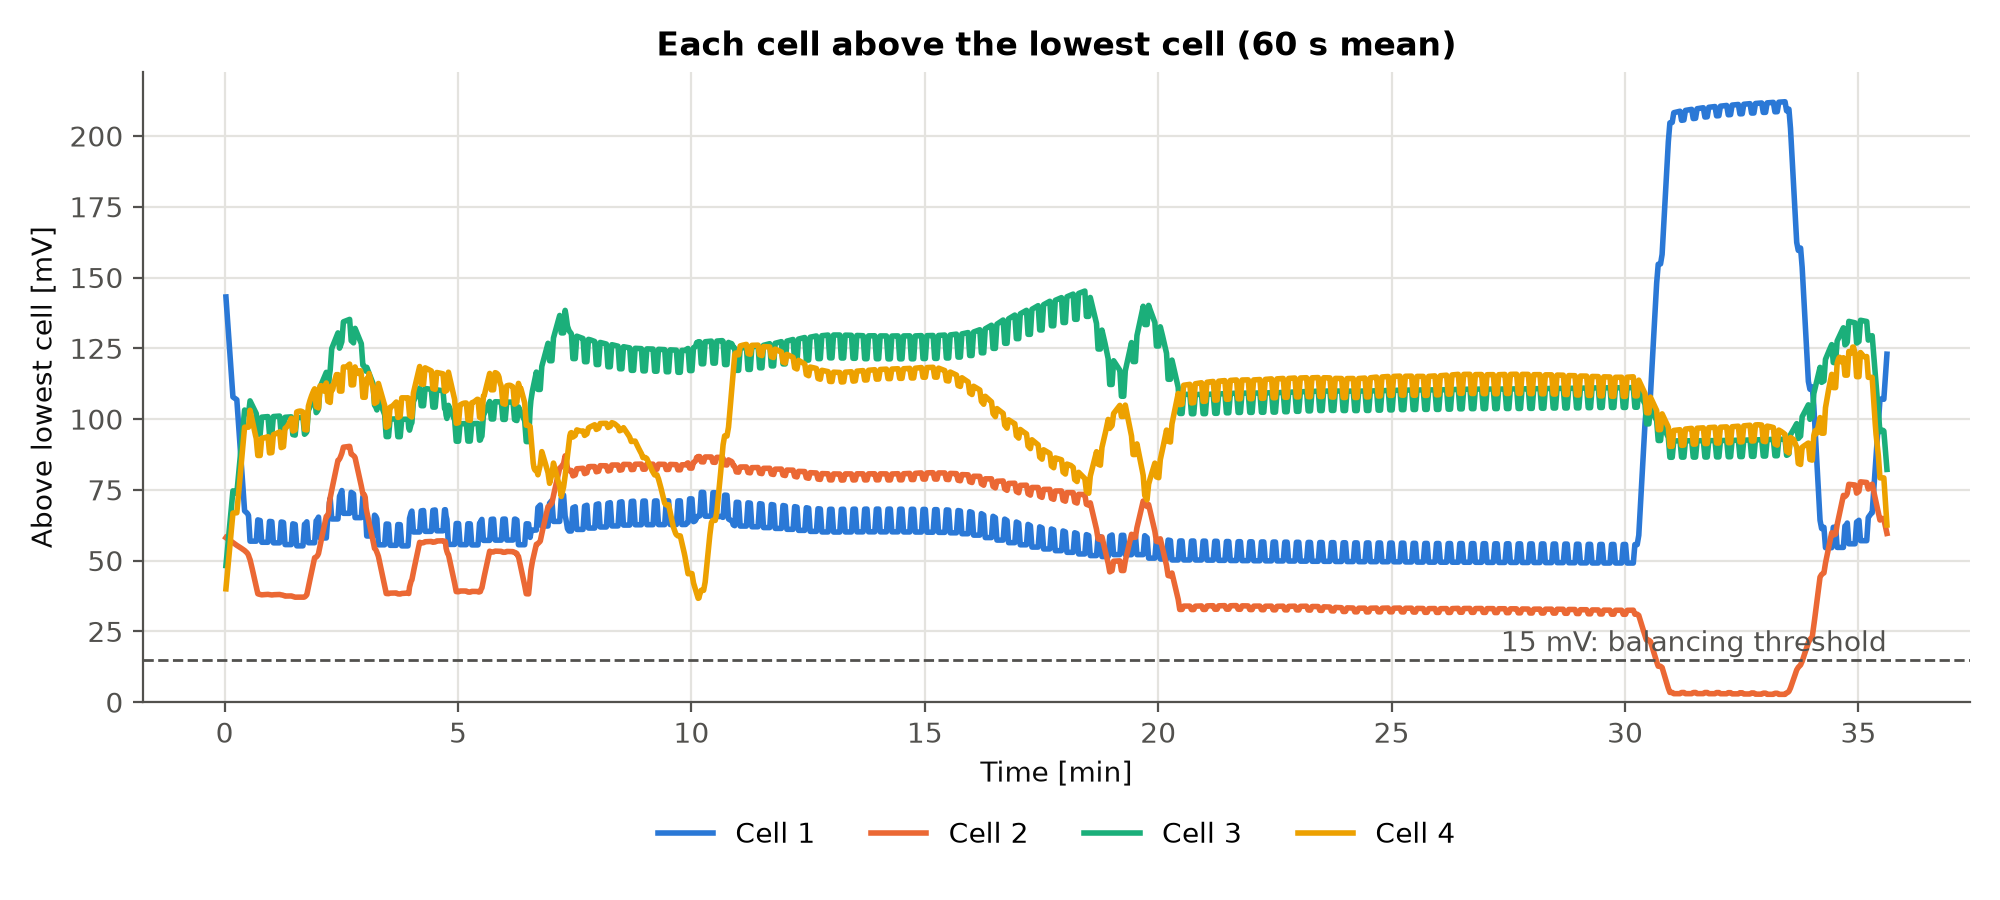 Each cell above the lowest cell (60 s mean)
Above lowest cell [mV]
200
175
150
125
100
75
50
25
0
15 mV: balancing threshold
0 5 10 15 20 25 30 35
Time [min]
Cell 1 Cell 2 Cell 3 Cell 4